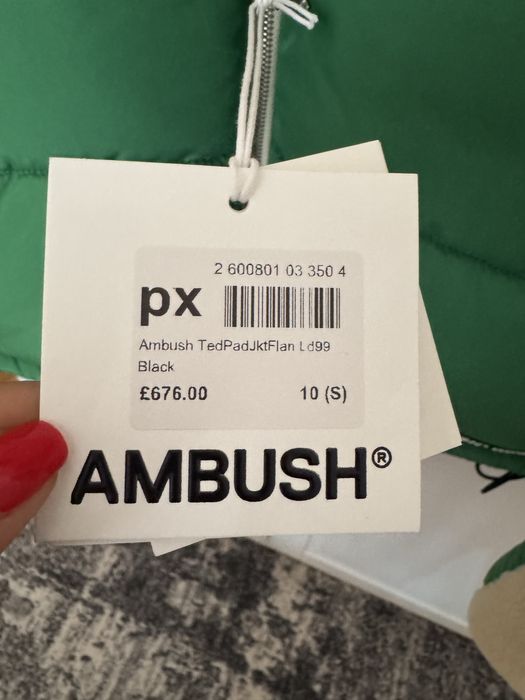 2 600801 03 350 4
px
Ambush TedPadJktFlan Ld99
Black
£676.00 10 (S)
AMBUSH®